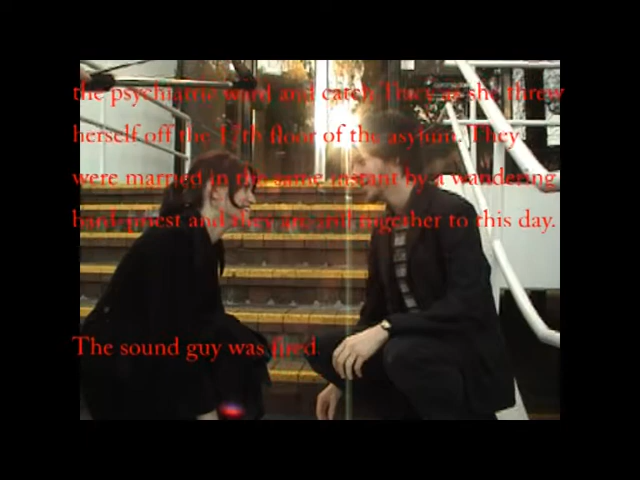 the psychiatric ward and catch as she threw
herself off the 17th floor of the asylum. They
were married in the same instant by a wandering
bard-priest and they are still together to this day.
The sound guy was fired